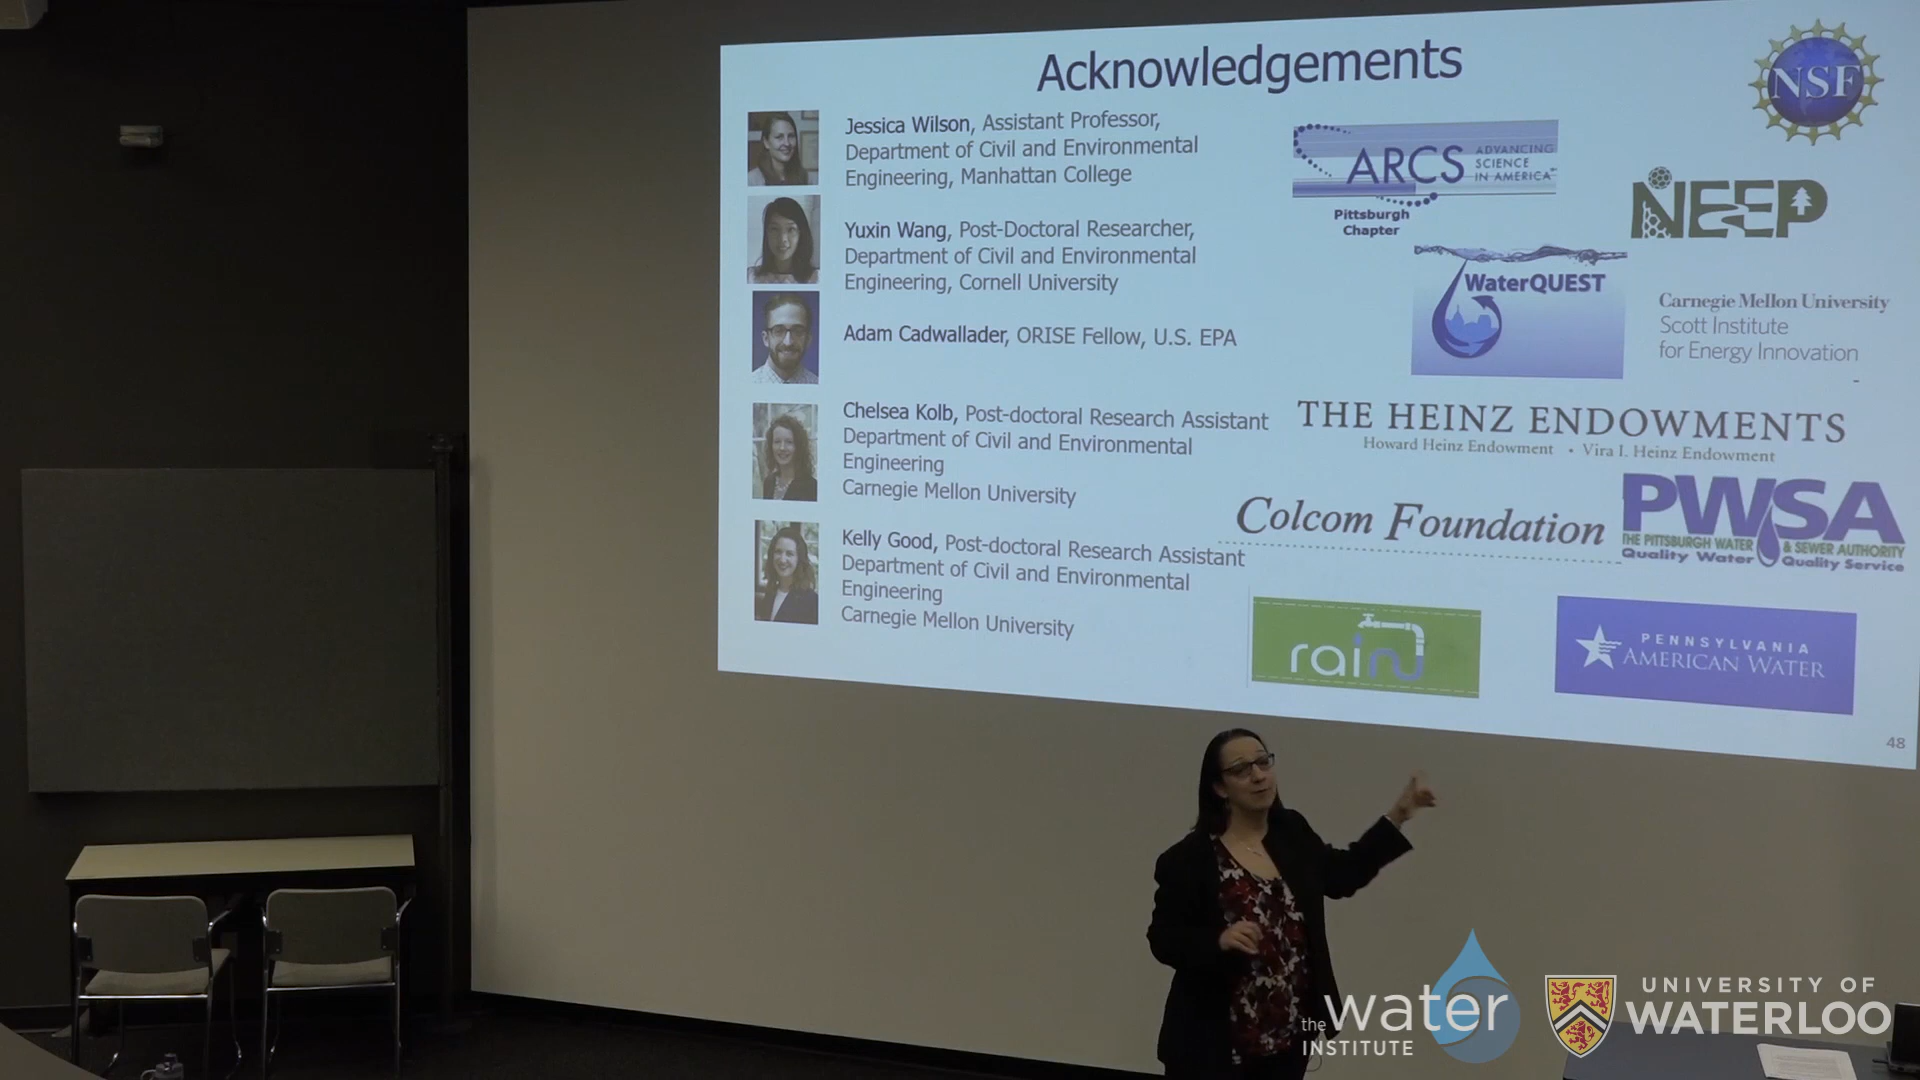 Acknowledgements
NSF
Jessica Wilson, Assistant Professor,
Department of Civil and Environmental
Engineering, Manhattan College
Yuxin Wang, Post-Doctoral Researcher,
Department of Civil and Environmental
Engineering, Cornell University
Adam Cadwallader, ORISE Fellow, U.S. EPA
Chelsea Kolb, Post-doctoral Research Assistant
Department of Civil and Environmental
Engineering
Carnegie Mellon University
Kelly Good, Post-doctoral Research Assistant
Department of Civil and Environmental
Engineering
Carnegie Mellon University
ARCS
ADVANCING
SCIENCE
IN AMERICA
Pittsburgh
Chapter
NEEP
WaterQUEST
Carnegie Mellon University
Scott Institute
for Energy Innovation
THE HEINZ ENDOWMENTS
Howard Heinz Endowment • Vira I. Heinz Endowment
Colcom Foundation
PWSA
THE PITTSBURGH WATER & SEWER AUTHORITY
Quality Water Quality Service
rain
PENNSYLVANIA
AMERICAN WATER
48
the water
INSTITUTE
UNIVERSITY OF
WATERLOO